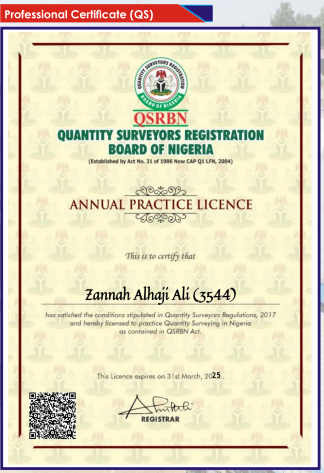 Professional Certificate (QS)
QUANTITY SURVEYORS REGISTRATION
BOARD OF NIGERIA
QSRBN
QUANTITY SURVEYORS REGISTRATION
BOARD OF NIGERIA
(Established by Act No. 31 of 1986 Now CAP Q1 LFN, 2004)
ANNUAL PRACTICE LICENCE
This is to certify that
Zannah Alhaji Ali (3544)
has satisfied the conditions stipulated in Quantity Surveyors Regulations, 2017
and hereby licensed to practice Quantity Surveying in Nigeria
as contained in QSRBN Act.
This Licence expires on 31st March, 2025.
REGISTRAR